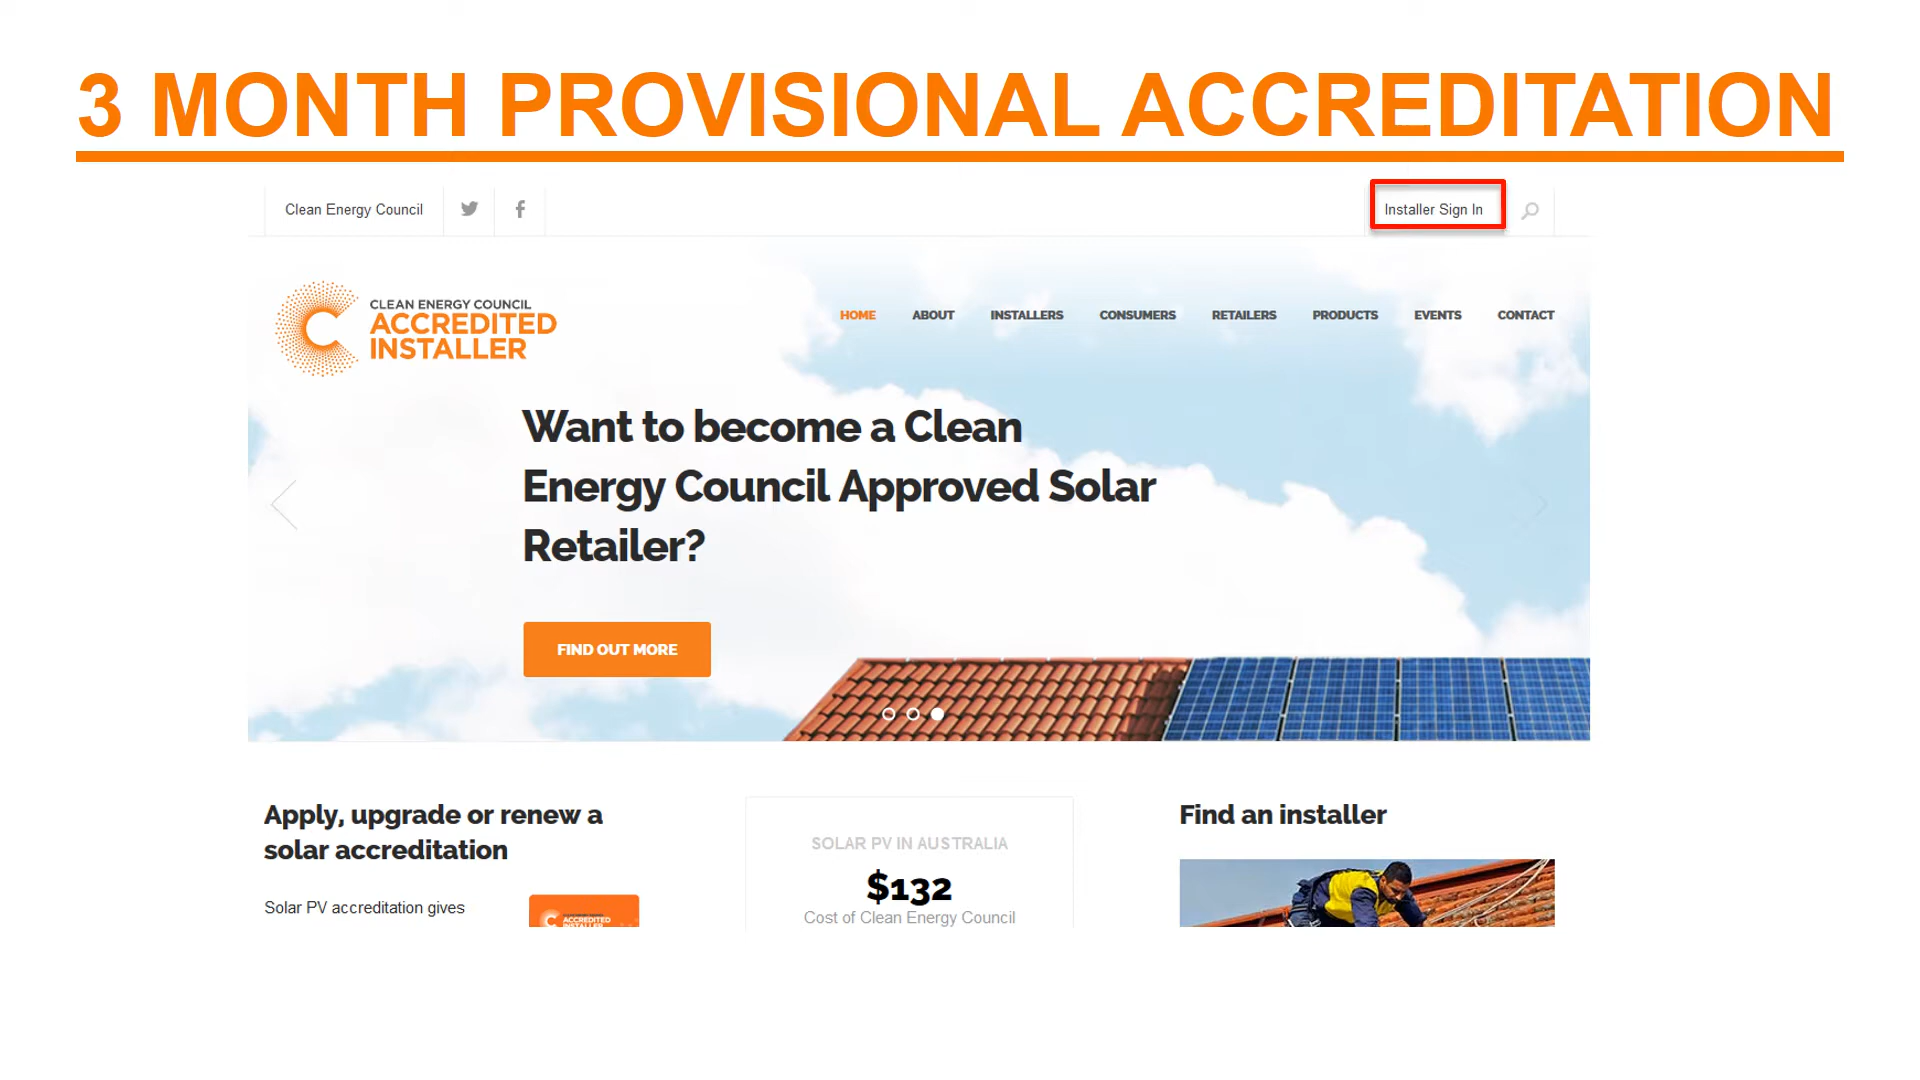 3 MONTH PROVISIONAL ACCREDITATION
Clean Energy Council
Installer Sign In
CLEAN ENERGY COUNCIL
ACCREDITED
INSTALLER
HOME ABOUT INSTALLERS CONSUMERS RETAILERS PRODUCTS EVENTS CONTACT
Want to become a Clean
Energy Council Approved Solar
Retailer?
FIND OUT MORE
Apply, upgrade or renew a
solar accreditation
Solar PV accreditation gives
ACCREDITED
SOLAR PV IN AUSTRALIA
$132
Cost of Clean Energy Council
Find an installer